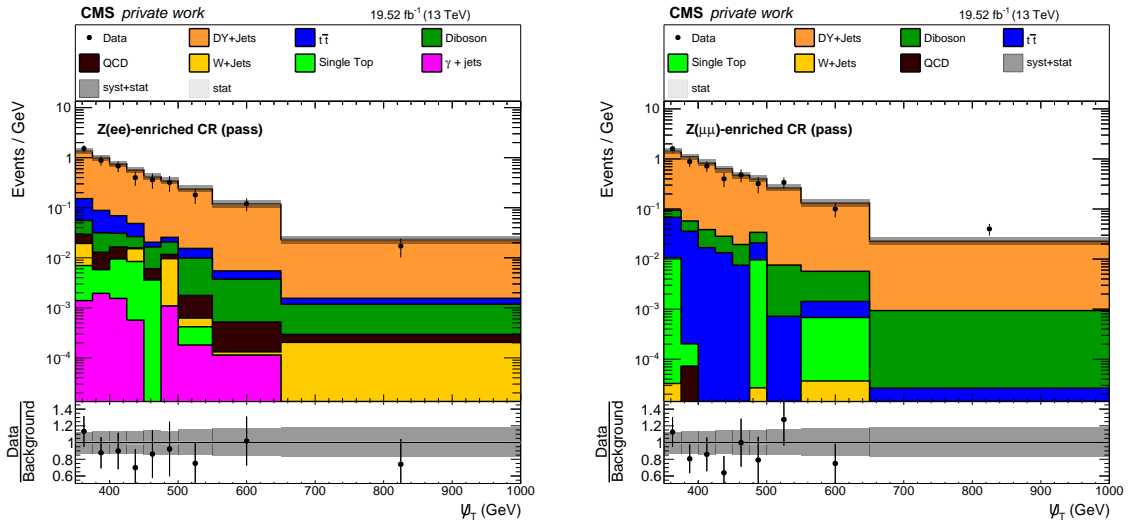 CMS private work 19.52 fb⁻¹ (13 TeV)
Data DY+Jets tt̅ Diboson
QCD W+Jets Single Top γ + jets
syst+stat stat
Z(ee)-enriched CR (pass)
Events / GeV
10
1
10⁻¹
10⁻²
10⁻³
10⁻⁴
Data
Background
1.4
1.2
1
0.8
0.6
400 500 600 700 800 900 1000
(GeV)
CMS private work 19.52 fb⁻¹ (13 TeV)
Data DY+Jets Diboson tt̅
Single Top W+Jets QCD syst+stat
stat
Z(μμ)-enriched CR (pass)
Events / GeV
10
1
10⁻¹
10⁻²
10⁻³
10⁻⁴
Data
Background
1.4
1.2
1
0.8
0.6
400 500 600 700 800 900 1000
(GeV)